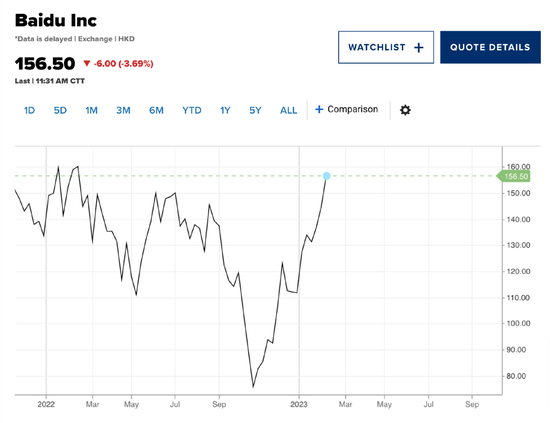 Baidu Inc
*Data is delayed | Exchange | HKD
156.50 ▼ -6.00 (-3.69%)
Last | 11:31 AM CTT
WATCHLIST +
QUOTE DETAILS
1D 5D 1M 3M 6M YTD 1Y 5Y ALL + Comparison
160.00
156.50
150.00
140.00
130.00
120.00
110.00
100.00
90.00
80.00
2022 Mar May Jul Sep 2023 Mar May Jul Sep